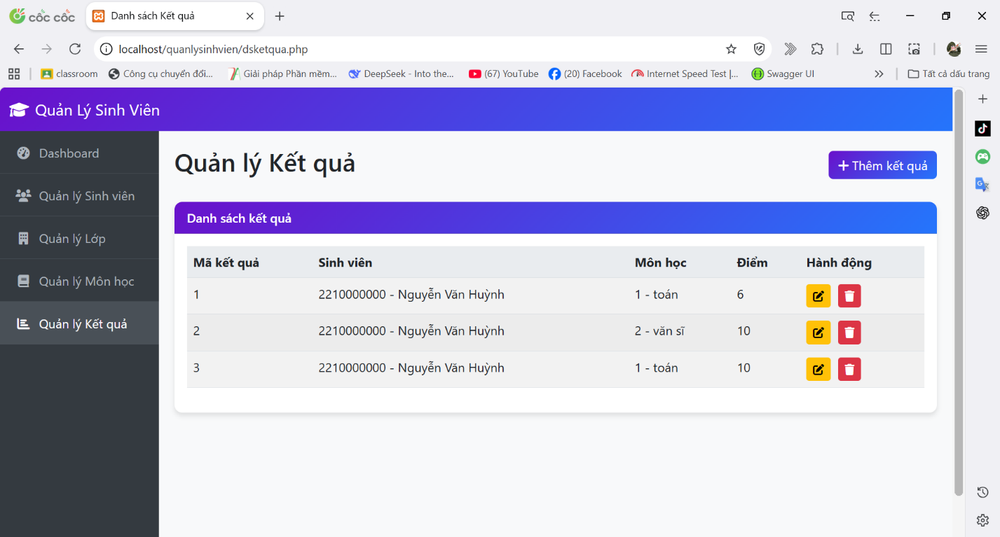 cốc cốc
Danh sách Kết quả
localhost/quanlysinhvien/dsketqua.php
classroom
Công cụ chuyển đổi...
Giải pháp Phần mềm...
DeepSeek - Into the...
(67) YouTube
(20) Facebook
Internet Speed Test |...
Swagger UI
Tất cả dấu trang
Quản Lý Sinh Viên
Dashboard
Quản lý Sinh viên
Quản lý Lớp
Quản lý Môn học
Quản lý Kết quả
Quản lý Kết quả
Thêm kết quả
Danh sách kết quả
Mã kết quả Sinh viên Môn học Điểm Hành động
1 2210000000 - Nguyễn Văn Huỳnh 1 - toán 6
2 2210000000 - Nguyễn Văn Huỳnh 2 - văn sĩ 10
3 2210000000 - Nguyễn Văn Huỳnh 1 - toán 10